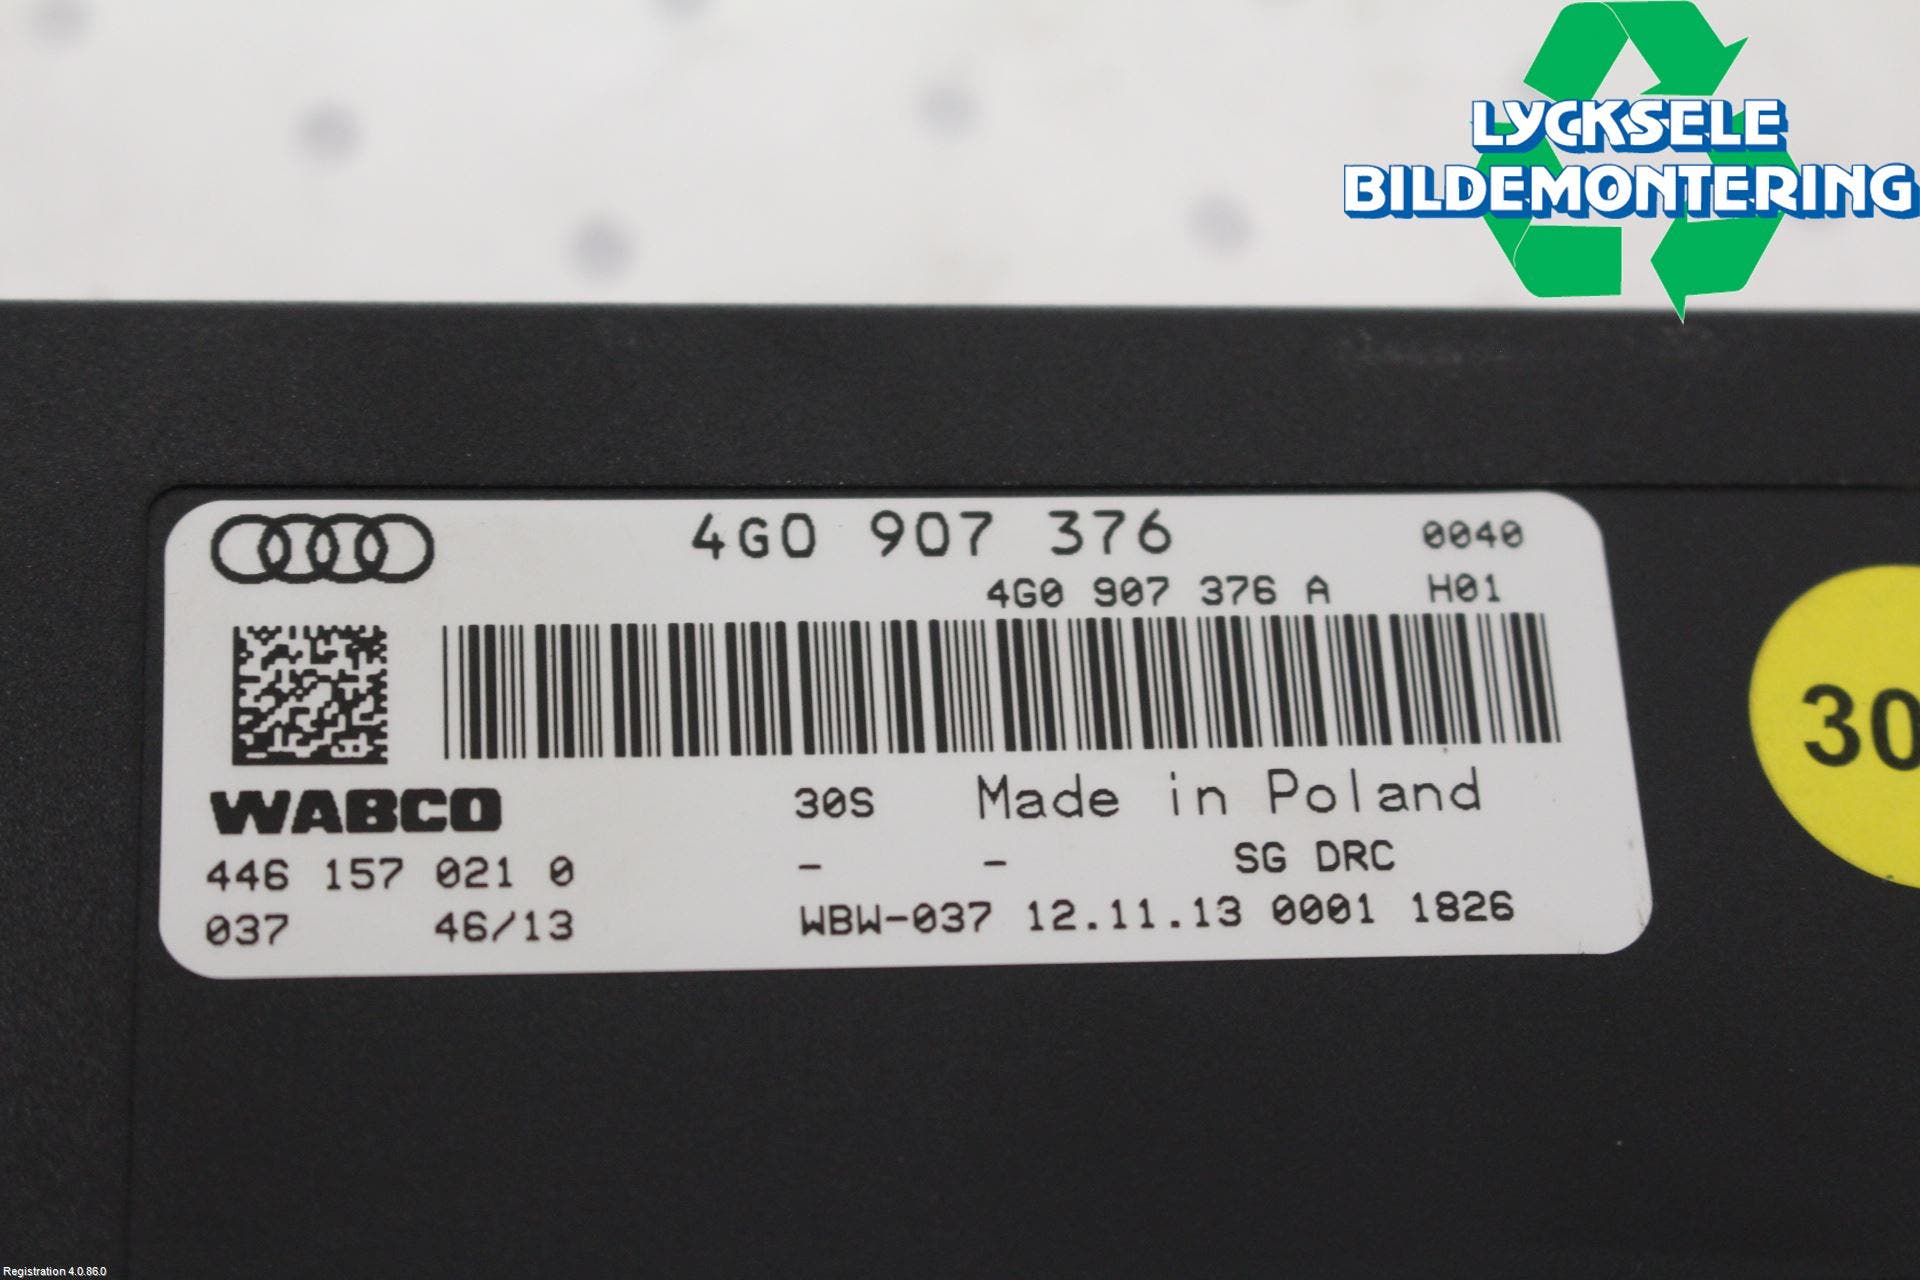 LYCKSELE
BILDEMONTERING
4G0 907 376 0040
4G0 907 376 A H01
WABCO 30S Made in Poland
446 157 021 0 - - SG DRC
037 46/13 WBW-037 12.11.13 0001 1826
30
Registration 4.0.86.0